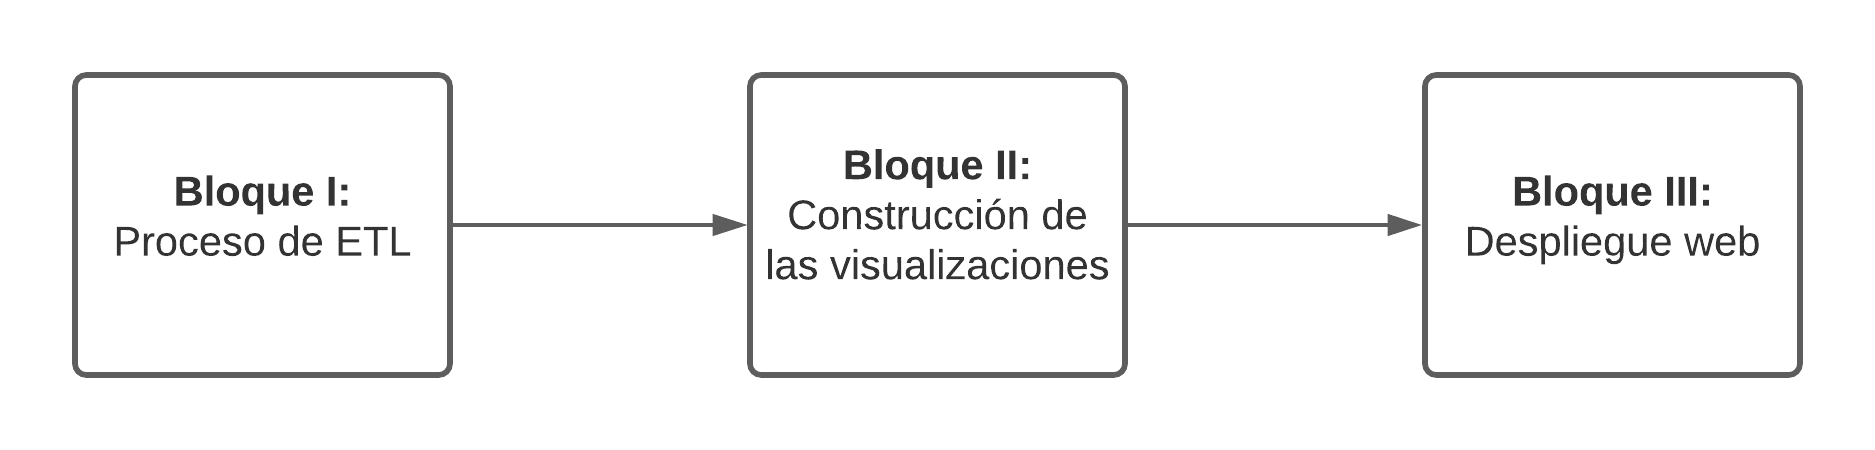 Bloque I:
Proceso de ETL
Bloque II:
Construcción de
las visualizaciones
Bloque III:
Despliegue web